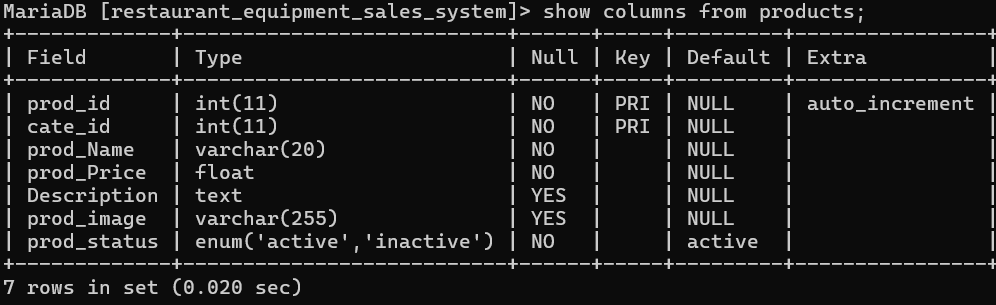 MariaDB [restaurant_equipment_sales_system]> show columns from products;
+-------------+---------------------------+------+-----+---------+----------------+
| Field       | Type                      | Null | Key | Default | Extra          |
+-------------+---------------------------+------+-----+---------+----------------+
| prod_id     | int(11)                   | NO   | PRI | NULL    | auto_increment |
| cate_id     | int(11)                   | NO   | PRI | NULL    |                |
| prod_Name   | varchar(20)               | NO   |     | NULL    |                |
| prod_Price  | float                     | NO   |     | NULL    |                |
| Description | text                      | YES  |     | NULL    |                |
| prod_image  | varchar(255)              | YES  |     | NULL    |                |
| prod_status | enum('active','inactive') | NO   |     | active  |                |
+-------------+---------------------------+------+-----+---------+----------------+
7 rows in set (0.020 sec)